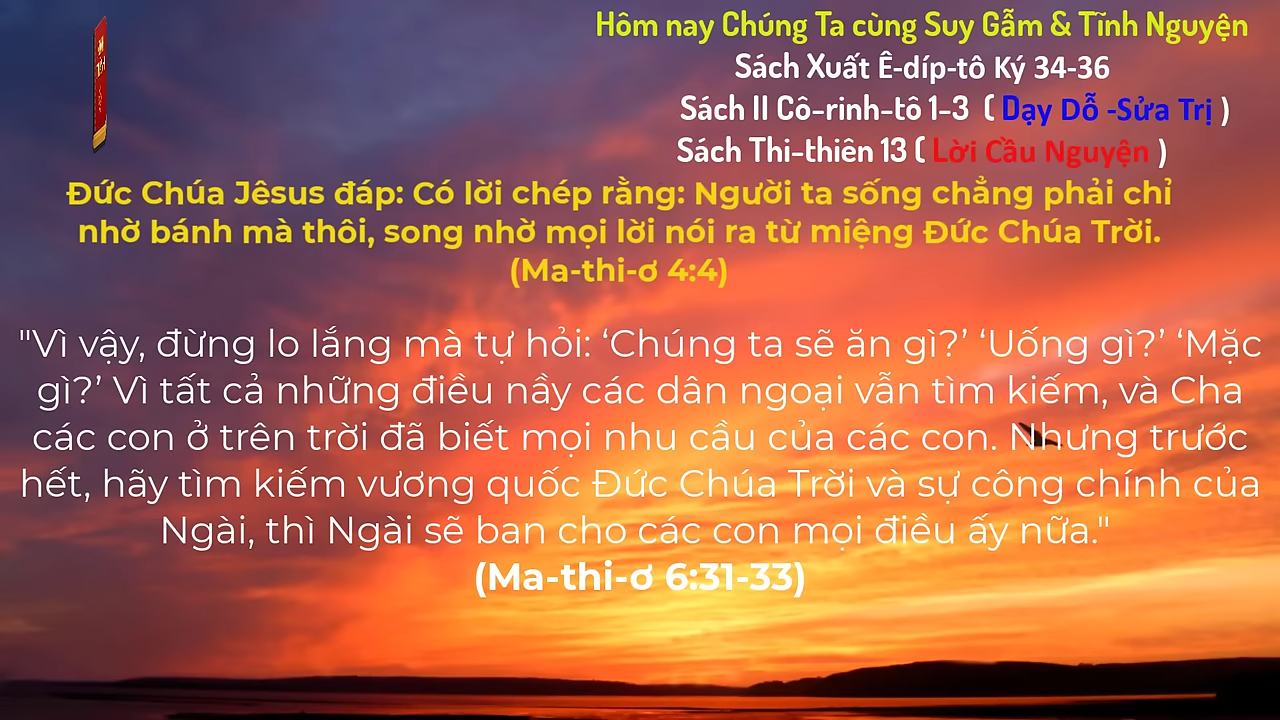 Hôm nay Chúng Ta cùng Suy Gẫm & Tĩnh Nguyện
Sách Xuất Ê-díp-tô Ký 34-36
Sách II Cô-rinh-tô 1-3 ( Dạy Dỗ -Sửa Trị )
Sách Thi-thiên 13 ( Lời Cầu Nguyện )
Đức Chúa Jêsus đáp: Có lời chép rằng: Người ta sống chẳng phải chỉ
nhờ bánh mà thôi, song nhờ mọi lời nói ra từ miệng Đức Chúa Trời.
(Ma-thi-ơ 4:4)
"Vì vậy, đừng lo lắng mà tự hỏi: ‘Chúng ta sẽ ăn gì?’ ‘Uống gì?’ ‘Mặc
gì?’ Vì tất cả những điều nầy các dân ngoại vẫn tìm kiếm, và Cha
các con ở trên trời đã biết mọi nhu cầu của các con. Nhưng trước
hết, hãy tìm kiếm vương quốc Đức Chúa Trời và sự công chính của
Ngài, thì Ngài sẽ ban cho các con mọi điều ấy nữa."
(Ma-thi-ơ 6:31-33)